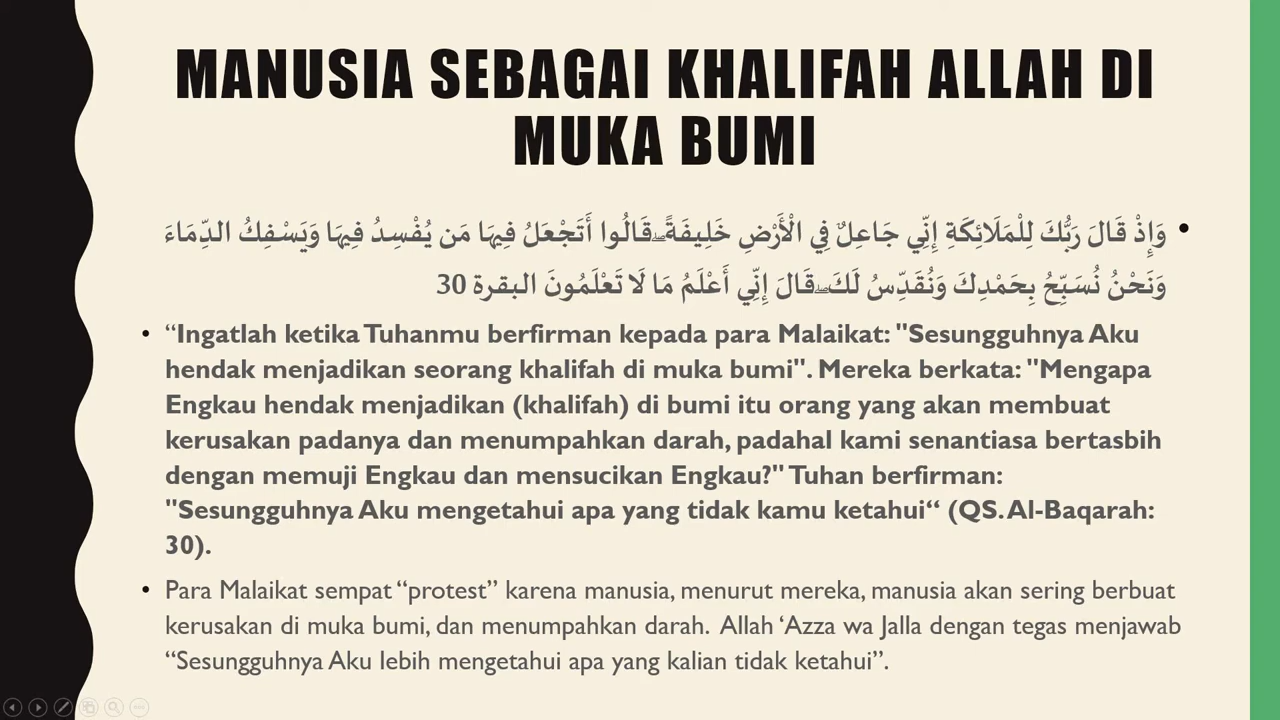 MANUSIA SEBAGAI KHALIFAH ALLAH DI
MUKA BUMI
• وَإِذْ قَالَ رَبُّكَ لِلْمَلَائِكَةِ إِنِّي جَاعِلٌ فِي الْأَرْضِ خَلِيفَةً ۖ قَالُوا أَتَجْعَلُ فِيهَا مَن يُفْسِدُ فِيهَا وَيَسْفِكُ الدِّمَاءَ
وَنَحْنُ نُسَبِّحُ بِحَمْدِكَ وَنُقَدِّسُ لَكَ ۖ قَالَ إِنِّي أَعْلَمُ مَا لَا تَعْلَمُونَ البقرة 30
• “Ingatlah ketika Tuhanmu berfirman kepada para Malaikat: "Sesungguhnya Aku
hendak menjadikan seorang khalifah di muka bumi". Mereka berkata: "Mengapa
Engkau hendak menjadikan (khalifah) di bumi itu orang yang akan membuat
kerusakan padanya dan menumpahkan darah, padahal kami senantiasa bertasbih
dengan memuji Engkau dan mensucikan Engkau?" Tuhan berfirman:
"Sesungguhnya Aku mengetahui apa yang tidak kamu ketahui“ (QS. Al-Baqarah:
30).
• Para Malaikat sempat “protest” karena manusia, menurut mereka, manusia akan sering berbuat
kerusakan di muka bumi, dan menumpahkan darah. Allah ‘Azza wa Jalla dengan tegas menjawab
“Sesungguhnya Aku lebih mengetahui apa yang kalian tidak ketahui”.